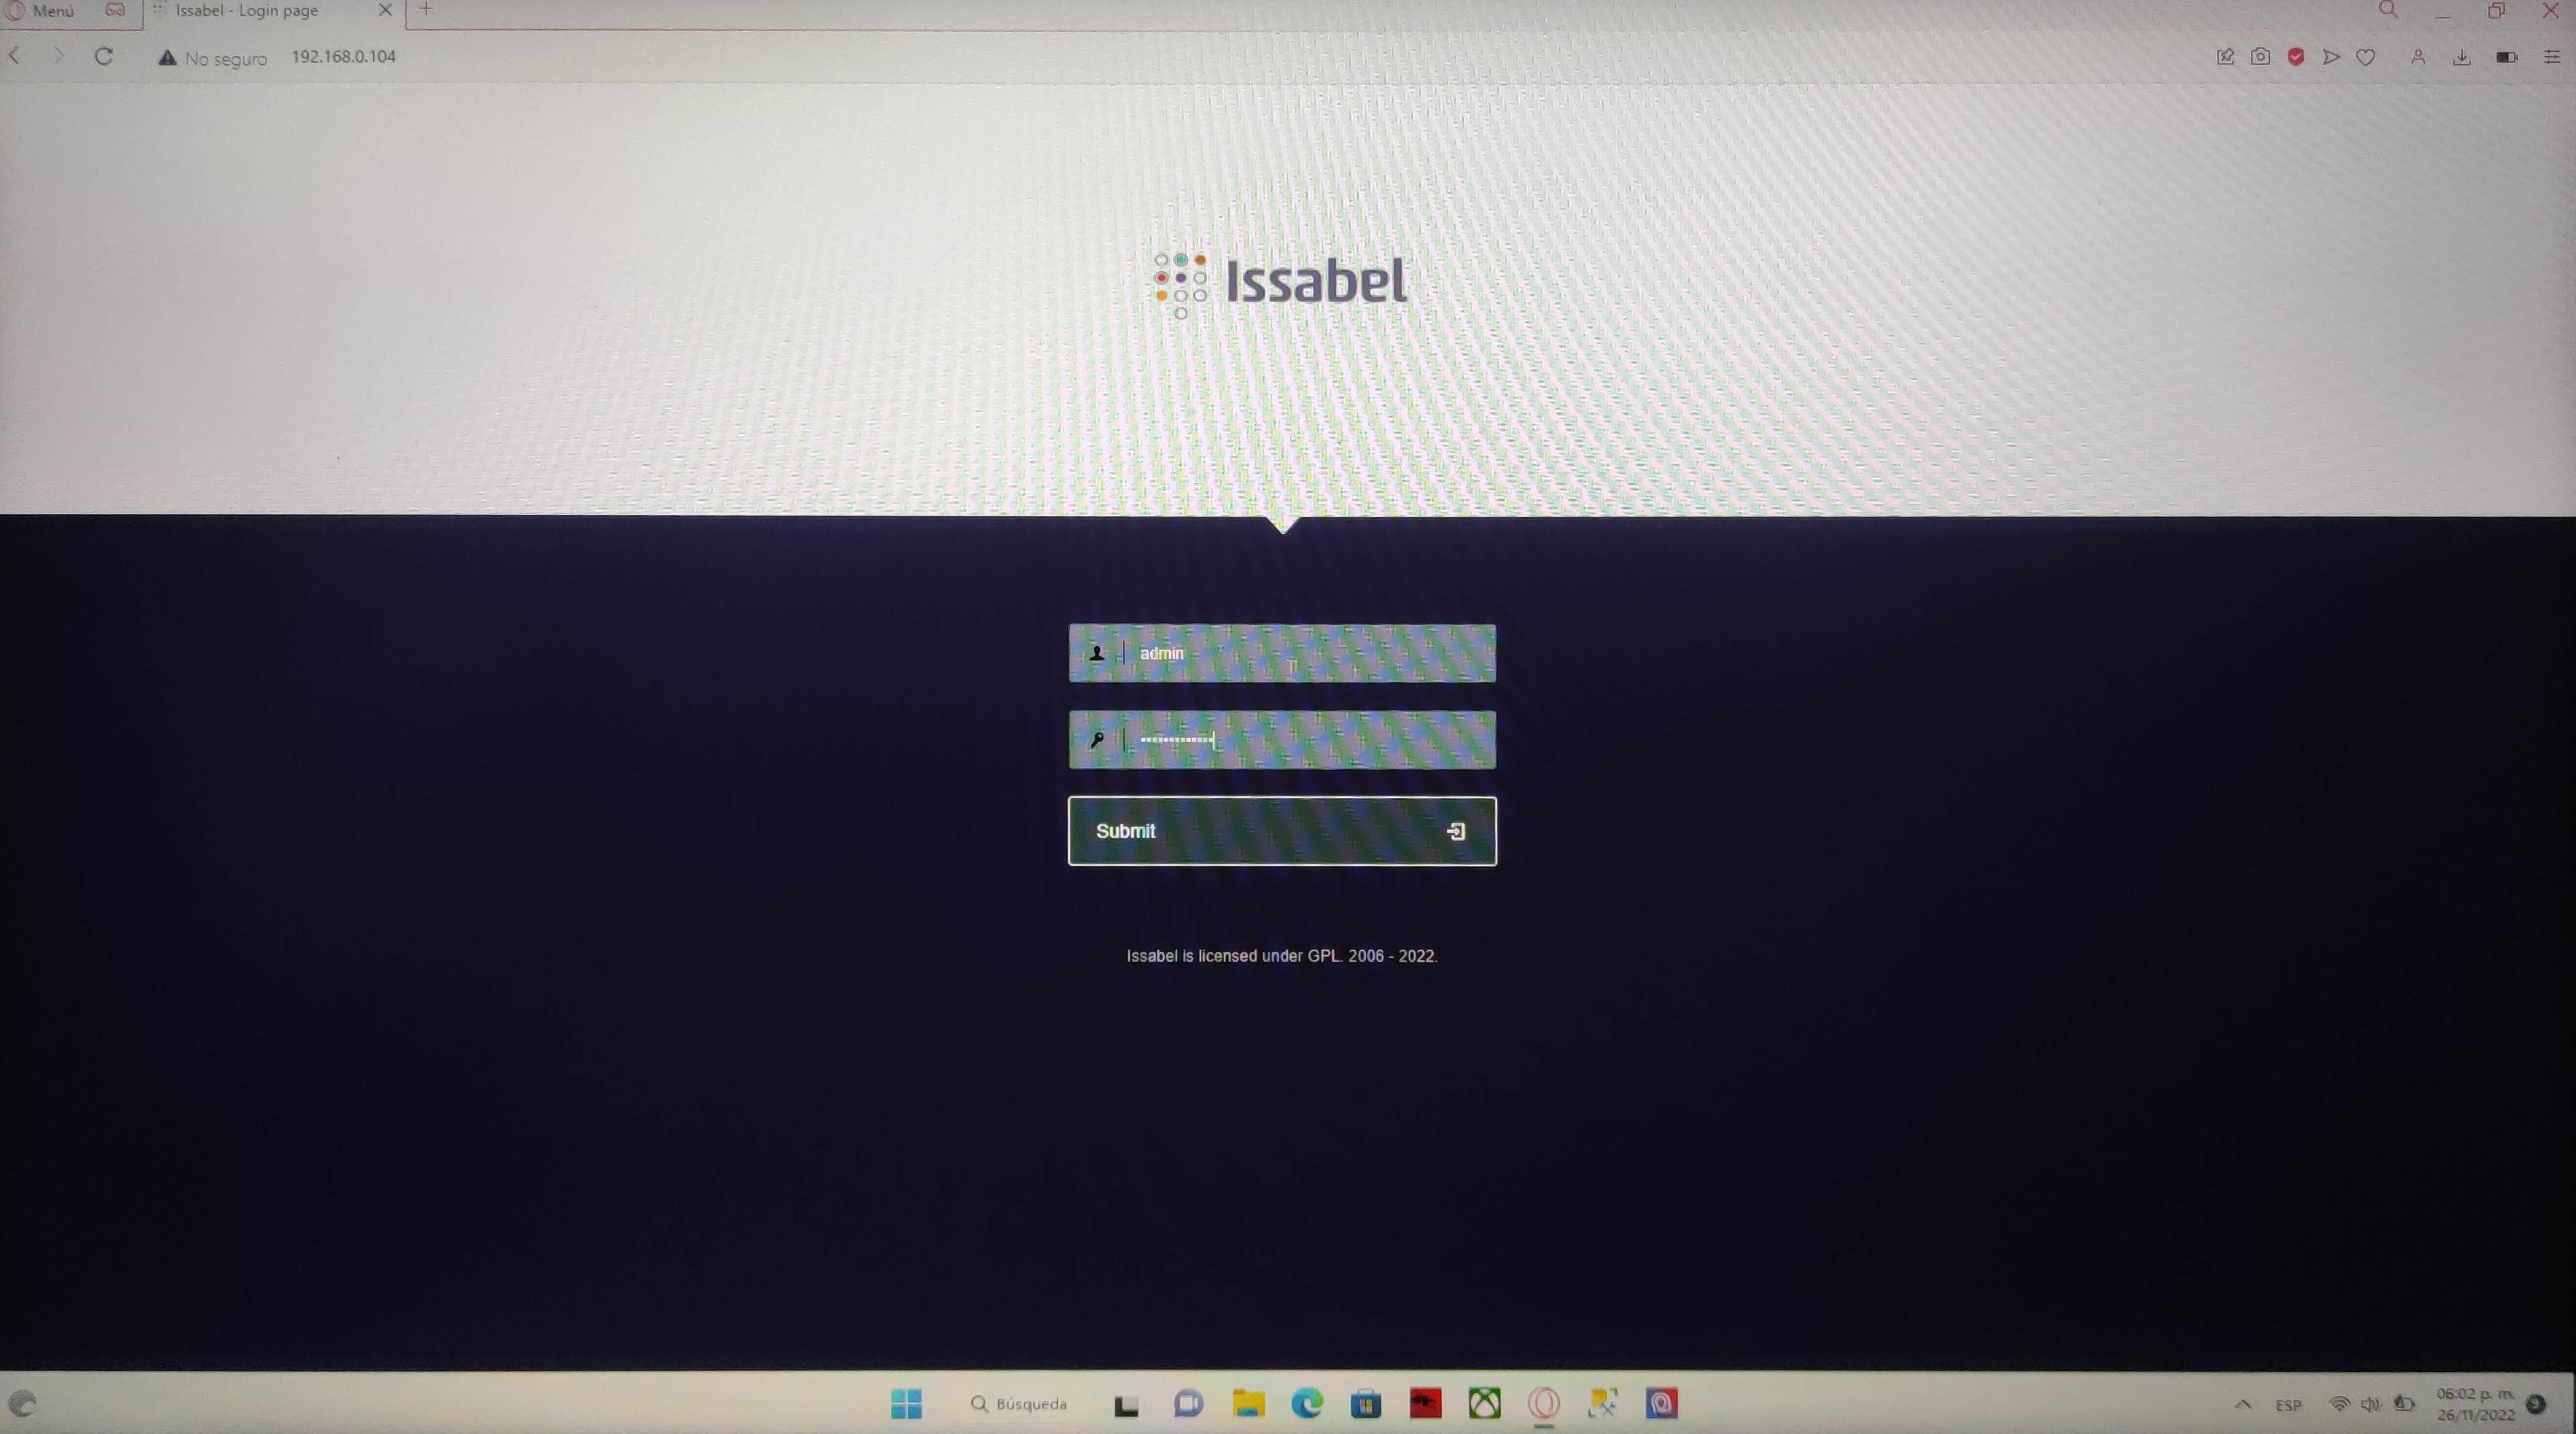 Menú
Issabel - Login page
No seguro 192.168.0.104
Issabel
admin
Submit
Issabel is licensed under GPL. 2006 - 2022.
Búsqueda
ESP
06:02 p. m.
26/11/2022